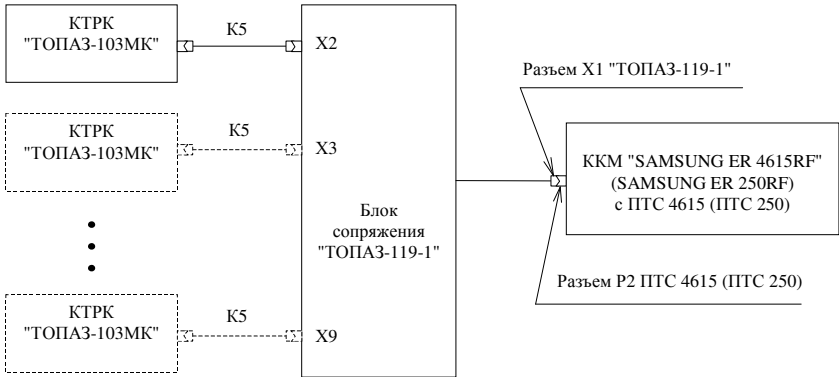 КТРК
"ТОПАЗ-103МК"
К5
X2
КТРК
"ТОПАЗ-103МК"
К5
X3
КТРК
"ТОПАЗ-103МК"
К5
X9
Блок
сопряжения
"ТОПАЗ-119-1"
Разъем X1 "ТОПАЗ-119-1"
ККМ "SAMSUNG ER 4615RF"
(SAMSUNG ER 250RF)
с ПТС 4615 (ПТС 250)
Разъем P2 ПТС 4615 (ПТС 250)